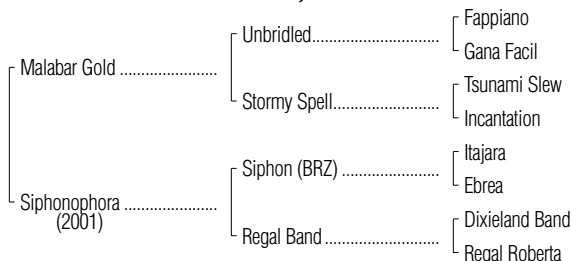 Fappiano
Unbridled
Gana Facil
Malabar Gold
Tsunami Slew
Stormy Spell
Incantation
Itajara
Siphon (BRZ)
Ebrea
Siphonophora
(2001)
Dixieland Band
Regal Band
Regal Roberta